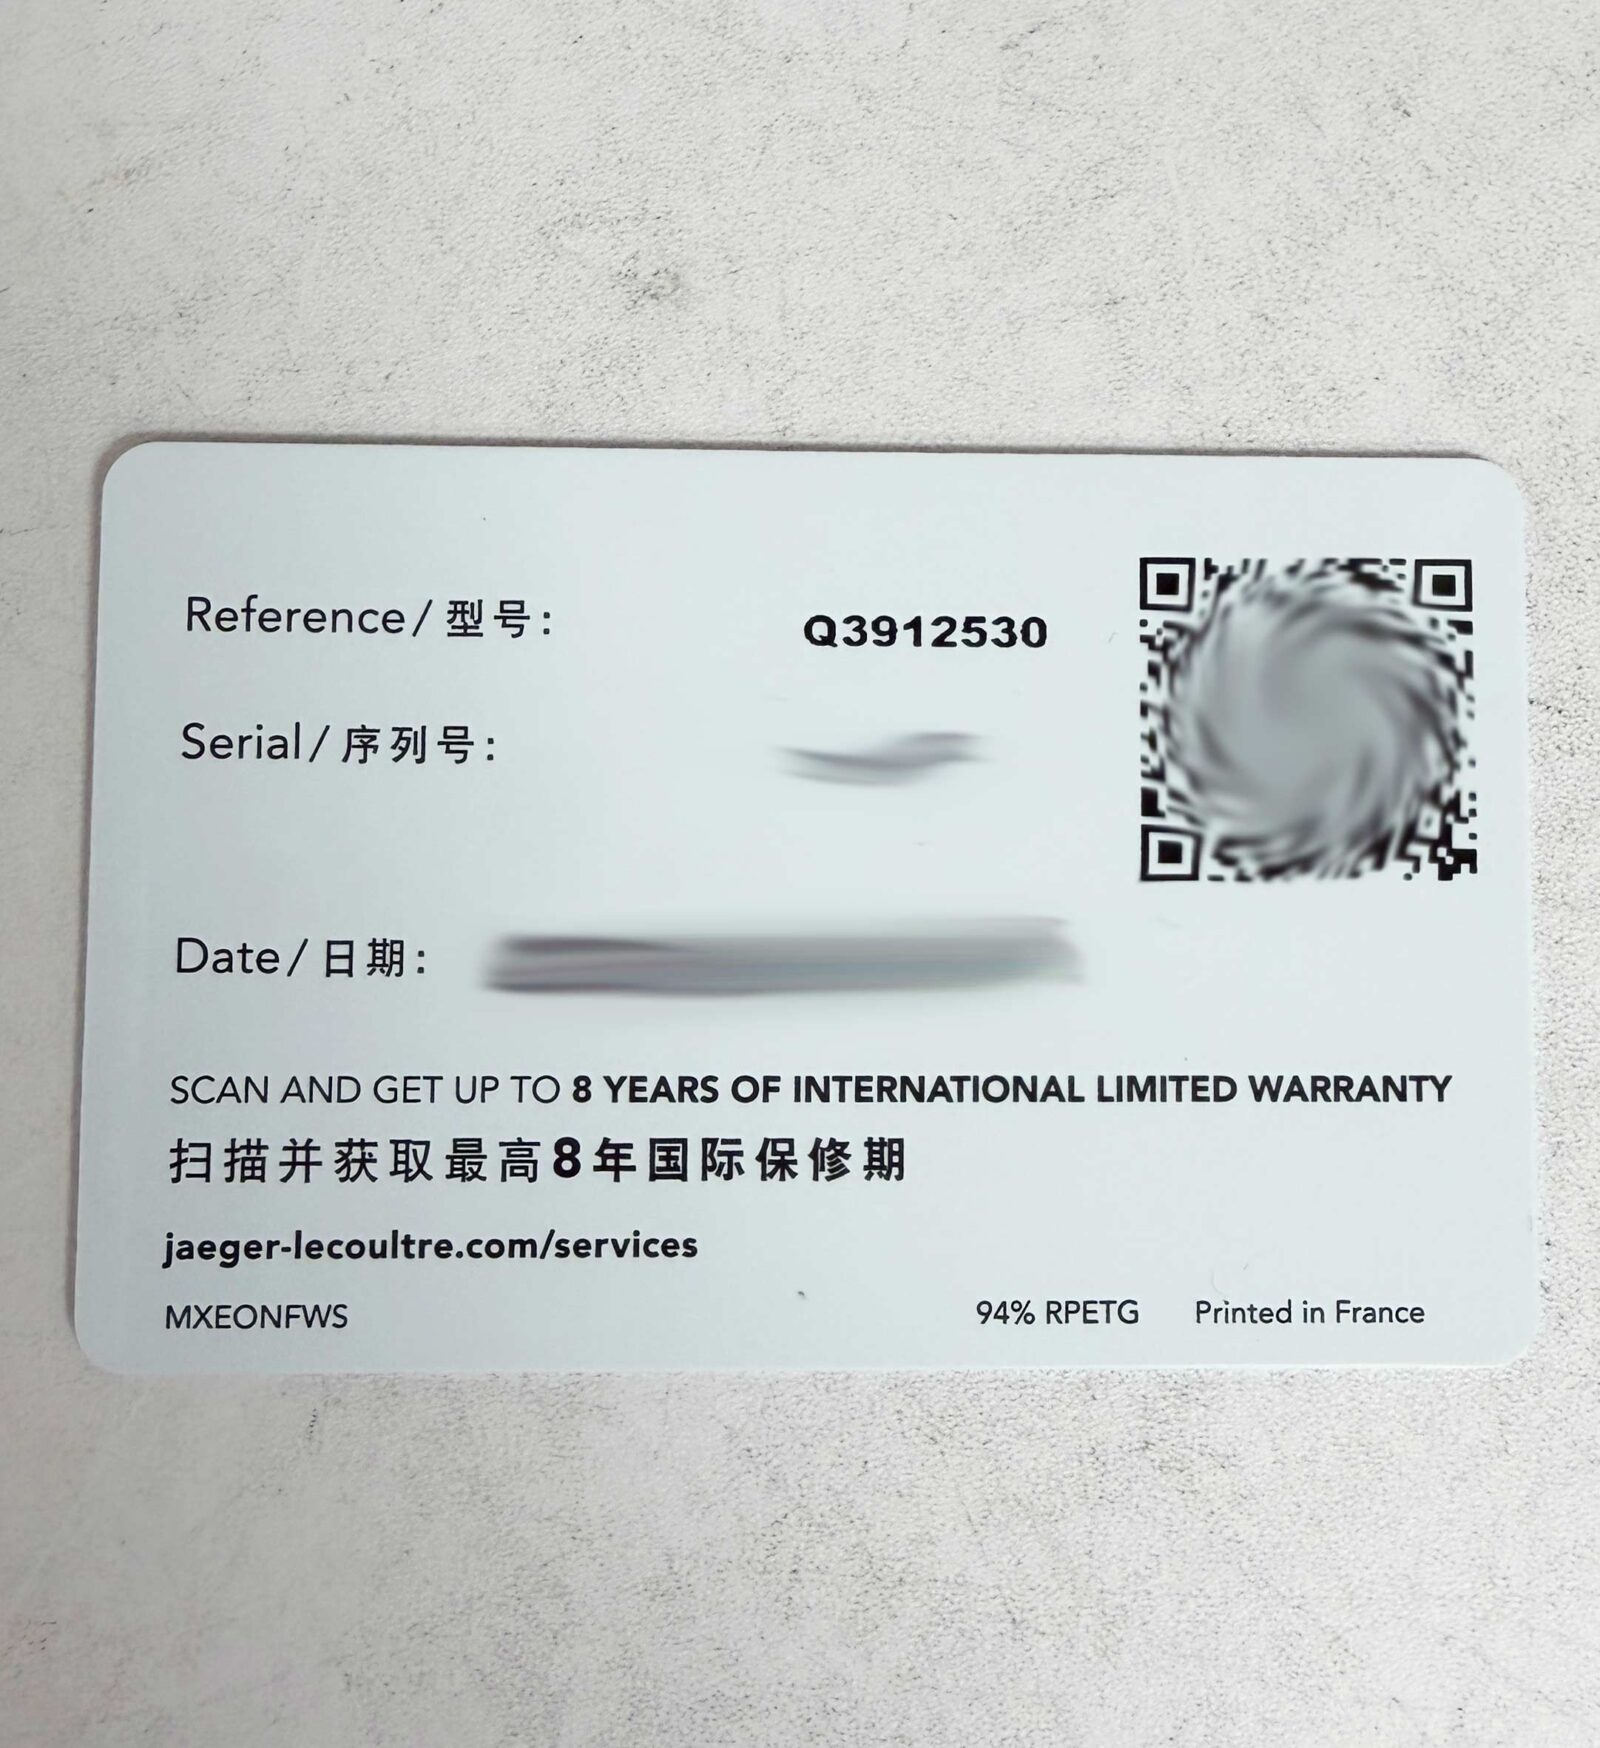 Reference/型号: Q3912530
Serial/序列号:
Date/日期:
SCAN AND GET UP TO 8 YEARS OF INTERNATIONAL LIMITED WARRANTY
扫描并获取最高8年国际保修期
jaeger-lecoultre.com/services
MXEONFWS 94% RPETG Printed in France